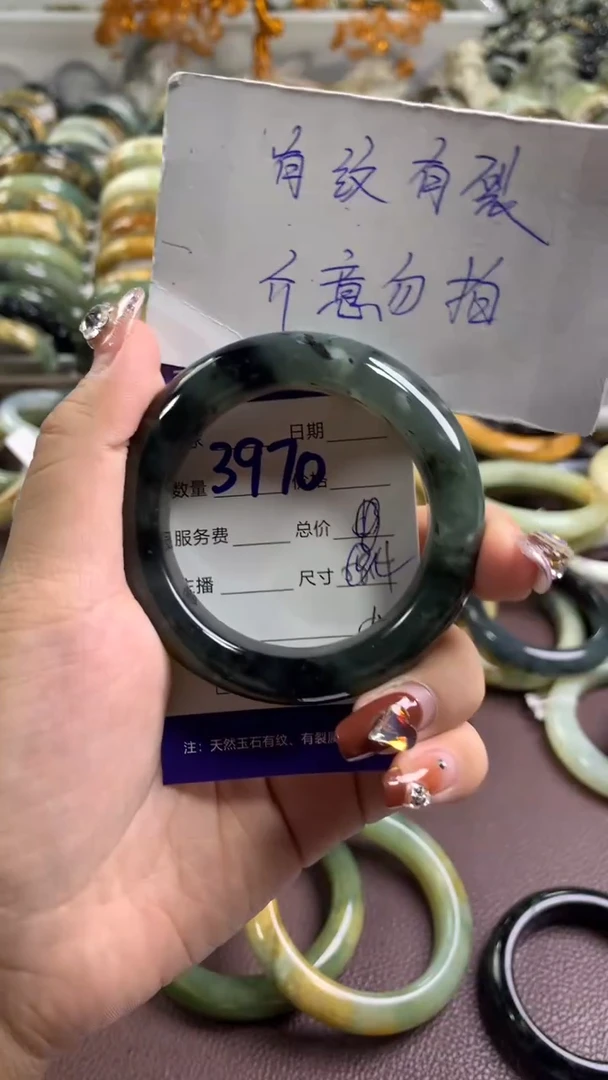 有纹有裂
介意勿拍
日期
3970
数量
服务费 总价
主播 尺寸
注：天然玉石有纹、有裂